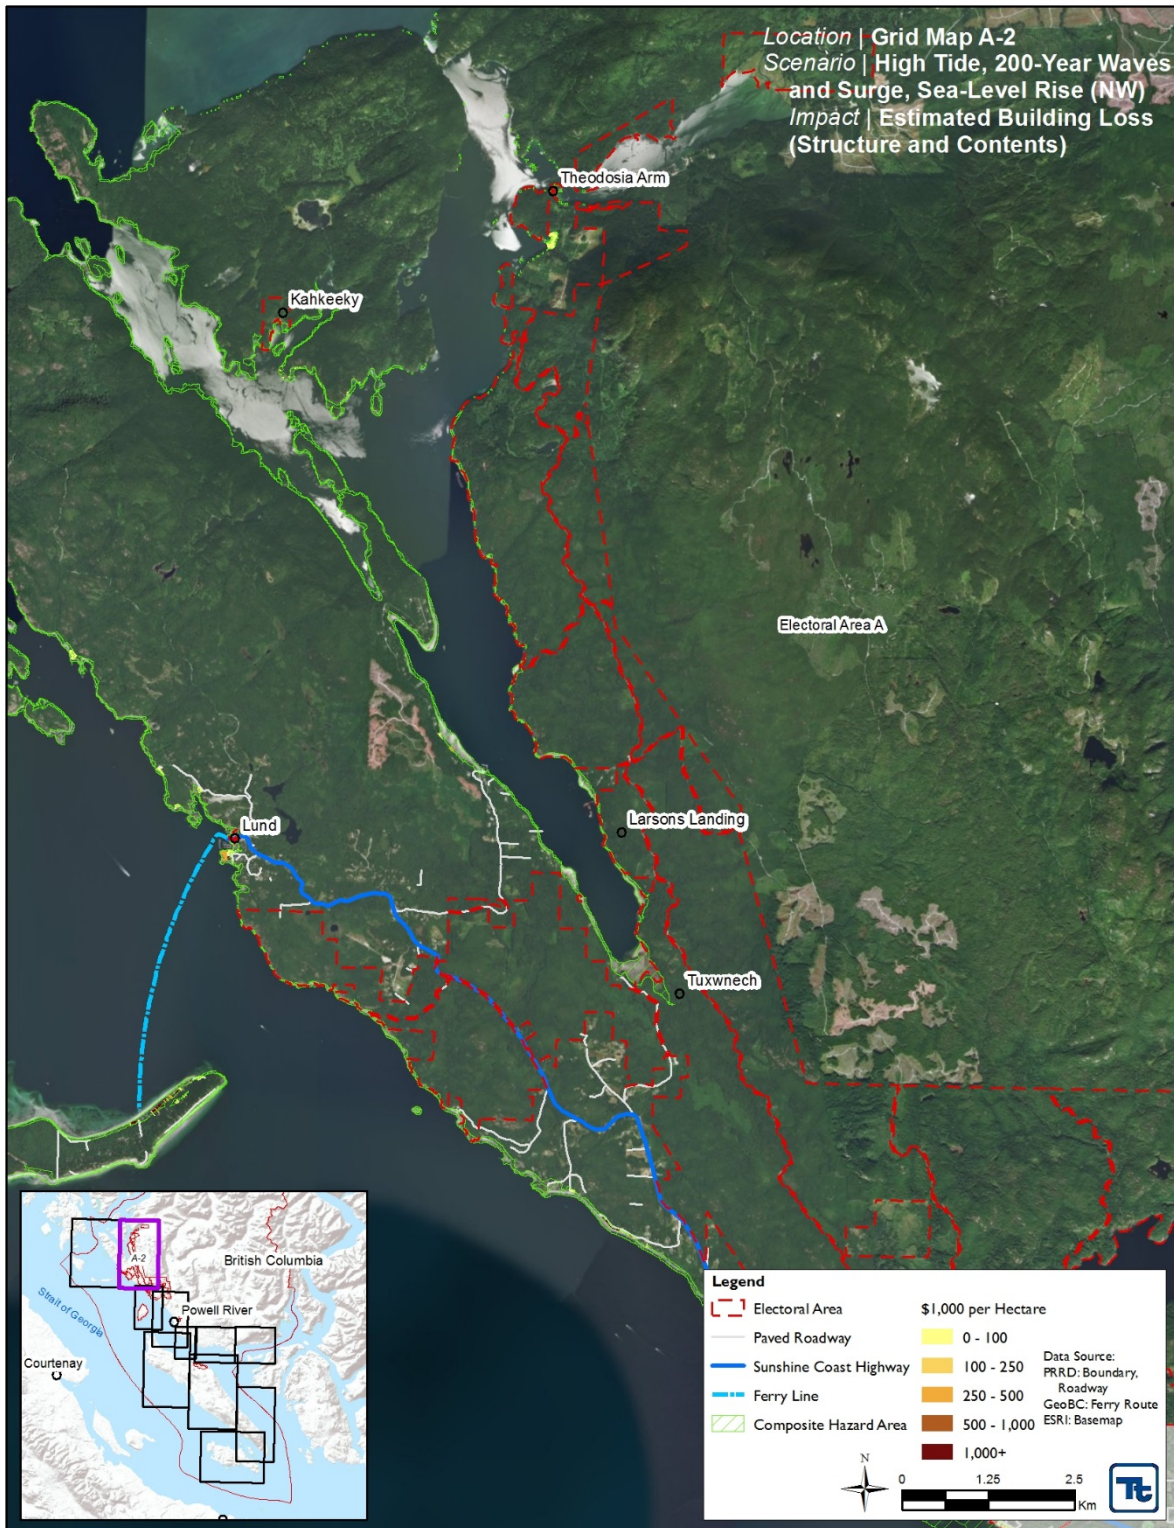 Location | Grid Map A-2
Scenario | High Tide, 200-Year Waves
and Surge, Sea-Level Rise (NW)
Impact | Estimated Building Loss
(Structure and Contents)
Theodosia Arm
Kahkeeky
Electoral Area A
Larsons Landing
Lund
Tuxwnech
A-2
British Columbia
Strait of Georgia
Powell River
Courtenay
Legend
Electoral Area
Paved Roadway
Sunshine Coast Highway
Ferry Line
Composite Hazard Area
$1,000 per Hectare
0 - 100
100 - 250
250 - 500
500 - 1,000
1,000+
Data Source:
PRRD: Boundary,
Roadway
GeoBC: Ferry Route
ESRI: Basemap
N
0 1.25 2.5
Km
Tt